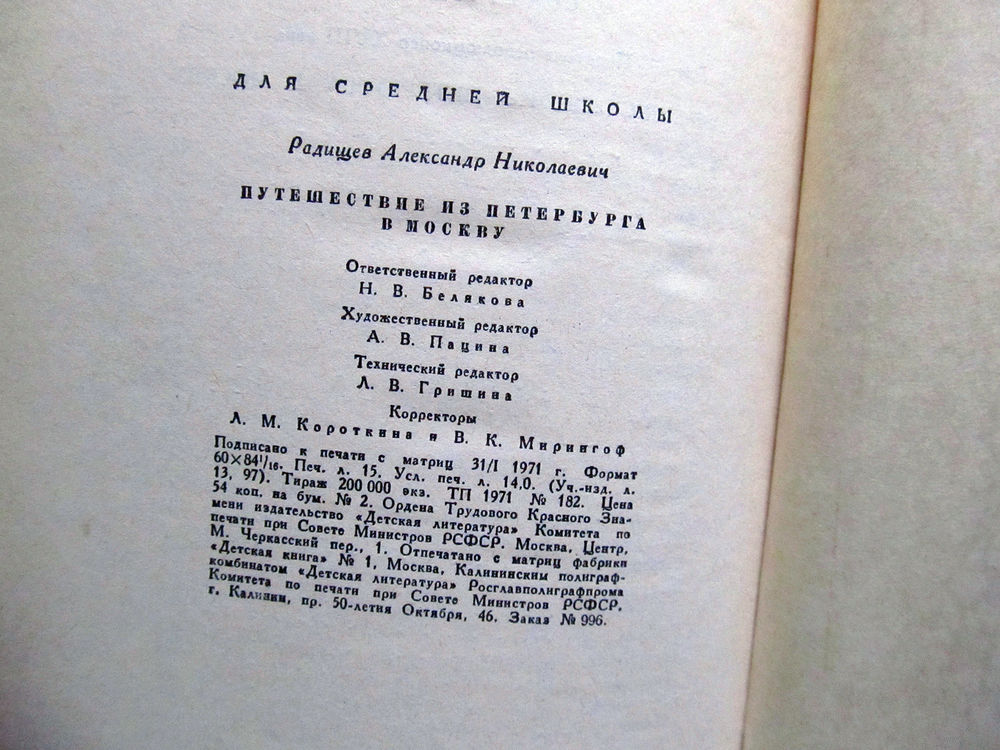 ДЛЯ СРЕДНЕЙ ШКОЛЫ
Радищев Александр Николаевич
ПУТЕШЕСТВИЕ ИЗ ПЕТЕРБУРГА
В МОСКВУ
Ответственный редактор
Н. В. Белякова
Художественный редактор
А. В. Пацина
Технический редактор
Л. В. Гришина
Корректоры
Л. М. Короткина и В. К. Мирингоф
Подписано к печати с матриц 31/I 1971 г. Формат
60×84¹/₁₆. Печ. л. 15. Усл. печ. л. 14,0. (Уч.-изд. л.
13, 97). Тираж 200 000 экз. ТП 1971 № 182. Цена
54 коп. на бум. № 2. Ордена Трудового Красного Зна-
мени издательство «Детская литература» Комитета по
печати при Совете Министров РСФСР. Москва, Центр,
М. Черкасский пер., 1. Отпечатано с матриц фабрики
«Детская книга» № 1, Москва, Калининским полиграф-
комбинатом «Детская литература» Росглавполиграфпрома
Комитета по печати при Совете Министров РСФСР,
г. Калинин, пр. 50-летия Октября, 46. Заказ № 996.